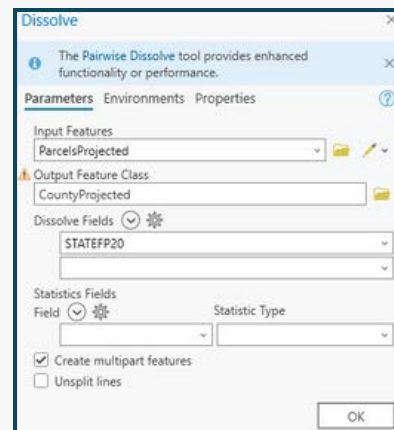 Dissolve
The Pairwise Dissolve tool provides enhanced
functionality or performance.
Parameters Environments Properties
Input Features
ParcelsProjected
Output Feature Class
CountyProjected
Dissolve Fields
STATEFP20
Statistics Fields
Field Statistic Type
Create multipart features
Unsplit lines
OK